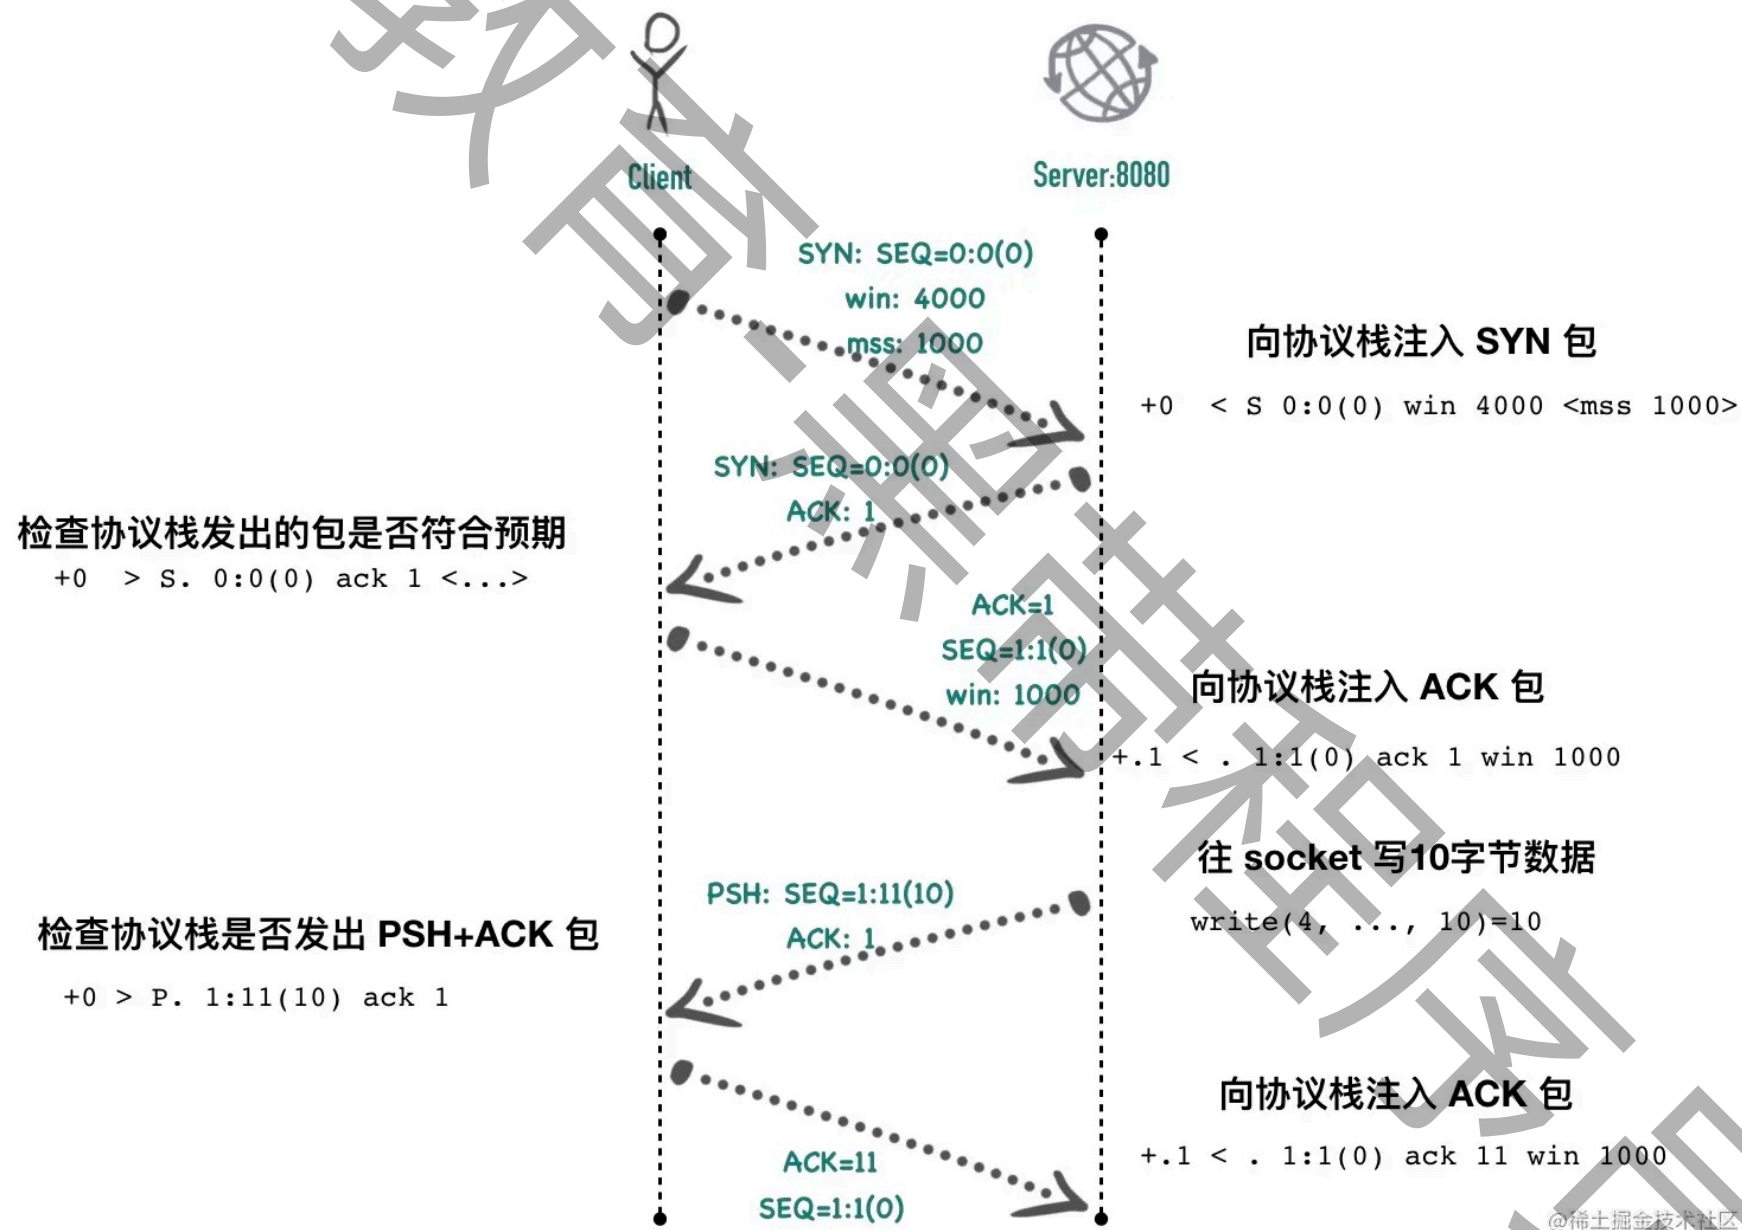 Client
Server:8080
SYN: SEQ=0:0(0)
win: 4000
mss: 1000
向协议栈注入 SYN 包
+0  < S 0:0(0) win 4000 <mss 1000>
SYN: SEQ=0:0(0)
ACK: 1
检查协议栈发出的包是否符合预期
+0  > S. 0:0(0) ack 1 <...>
ACK=1
SEQ=1:1(0)
win: 1000
向协议栈注入 ACK 包
+.1 < . 1:1(0) ack 1 win 1000
往 socket 写10字节数据
write(4, ..., 10)=10
PSH: SEQ=1:11(10)
ACK: 1
检查协议栈是否发出 PSH+ACK 包
+0 > P. 1:11(10) ack 1
向协议栈注入 ACK 包
+.1 < . 1:1(0) ack 11 win 1000
ACK=11
SEQ=1:1(0)
教育·黑带程序员
@稀土掘金技术社区